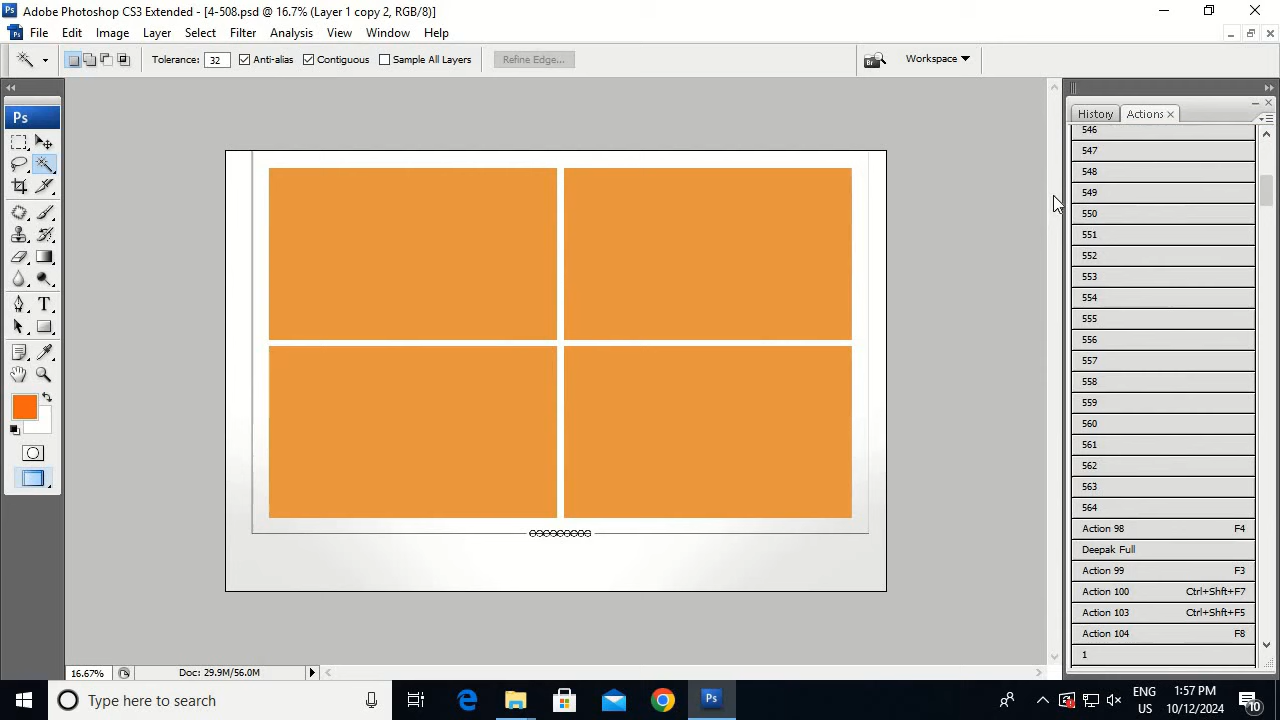 Ps Adobe Photoshop CS3 Extended - [4-508.psd @ 16.7% (Layer 1 copy 2, RGB/8)]
File Edit Image Layer Select Filter Analysis View Window Help
Tolerance: 32 Anti-alias Contiguous Sample All Layers Refine Edge... Br Workspace
Ps
History Actions
546
547
548
549
550
551
552
553
554
555
556
557
558
559
560
561
562
563
564
Action 98 F4
Deepak Full
Action 99 F3
Action 100 Ctrl+Shft+F7
Action 103 Ctrl+Shft+F5
Action 104 F8
1
T
16.67% Doc: 29.9M/56.0M
Type here to search
Ps
ENG
US
1:57 PM
10/12/2024
10